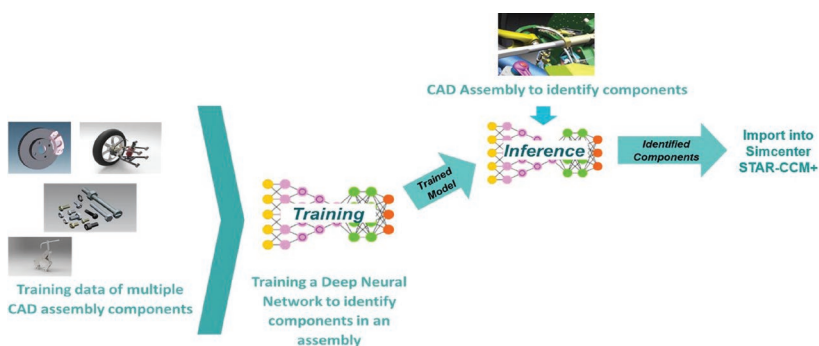 Training data of multiple
CAD assembly components
Training
Training a Deep Neural
Network to identify
components in an
assembly
Trained
Model
CAD Assembly to identify components
Inference
Identified
Components
Import into
Simcenter
STAR-CCM+